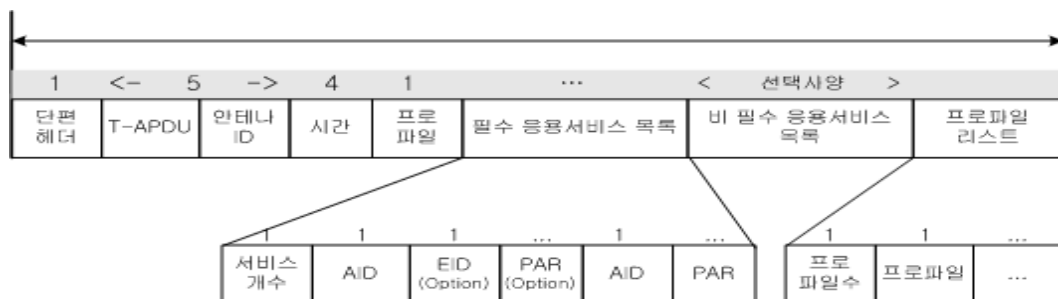 1 <- 5 -> 4 1 ... < 선택사양 >
단편
헤더
T-APDU
안테나
ID
시간
프로
파일
필수 응용서비스 목록
비 필수 응용서비스
목록
프로파일
리스트
1 1 1 ... 1 ... 1 1 ...
서비스
개수
AID
EID
(Option)
PAR
(Option)
AID
PAR
프로
파일수
프로파일
...